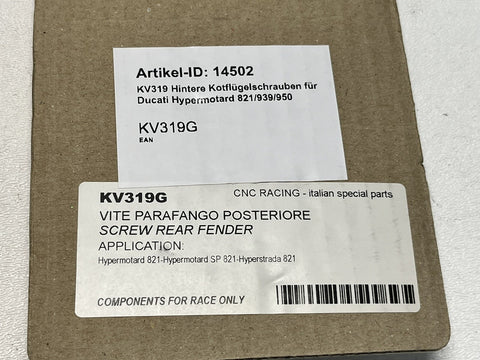 Artikel-ID: 14502
KV319 Hintere Kotflügelschrauben für
Ducati Hypermotard 821/939/950
KV319G
EAN
KV319G CNC RACING - italian special parts
VITE PARAFANGO POSTERIORE
SCREW REAR FENDER
APPLICATION:
Hypermotard 821-Hypermotard SP 821-Hyperstrada 821
COMPONENTS FOR RACE ONLY